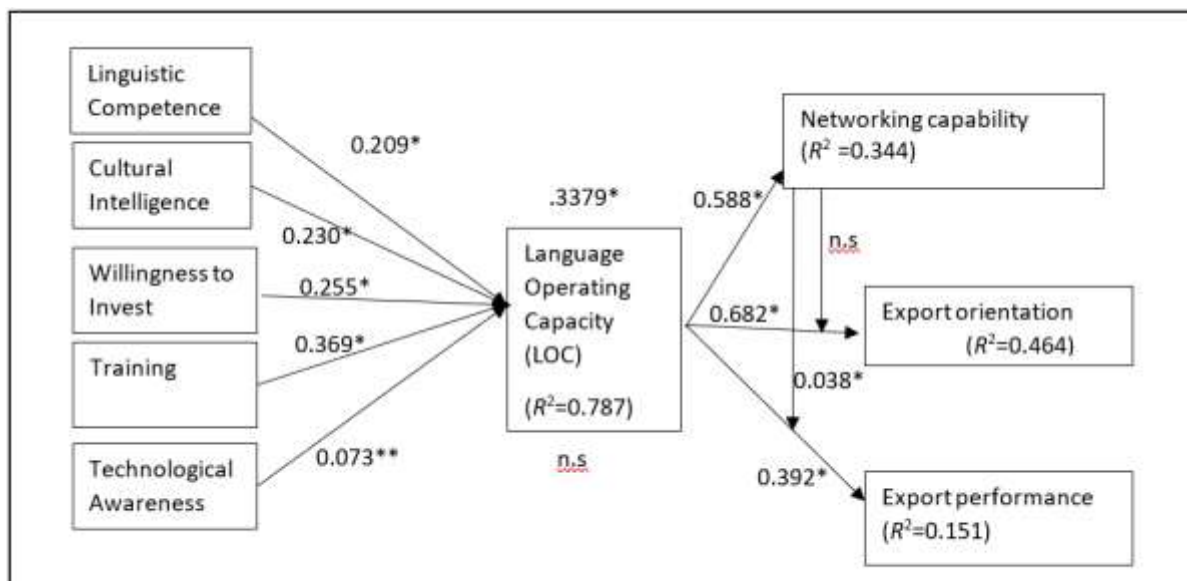 Linguistic
Competence
Cultural
Intelligence
Willingness to
Invest
Training
Technological
Awareness
0.209*
0.230*
0.255*
0.369*
0.073**
.3379*
Language
Operating
Capacity
(LOC)
(R²=0.787)
n.s
0.588*
0.682*
0.038*
0.392*
n.s
Networking capability
(R² =0.344)
Export orientation
(R²=0.464)
Export performance
(R²=0.151)